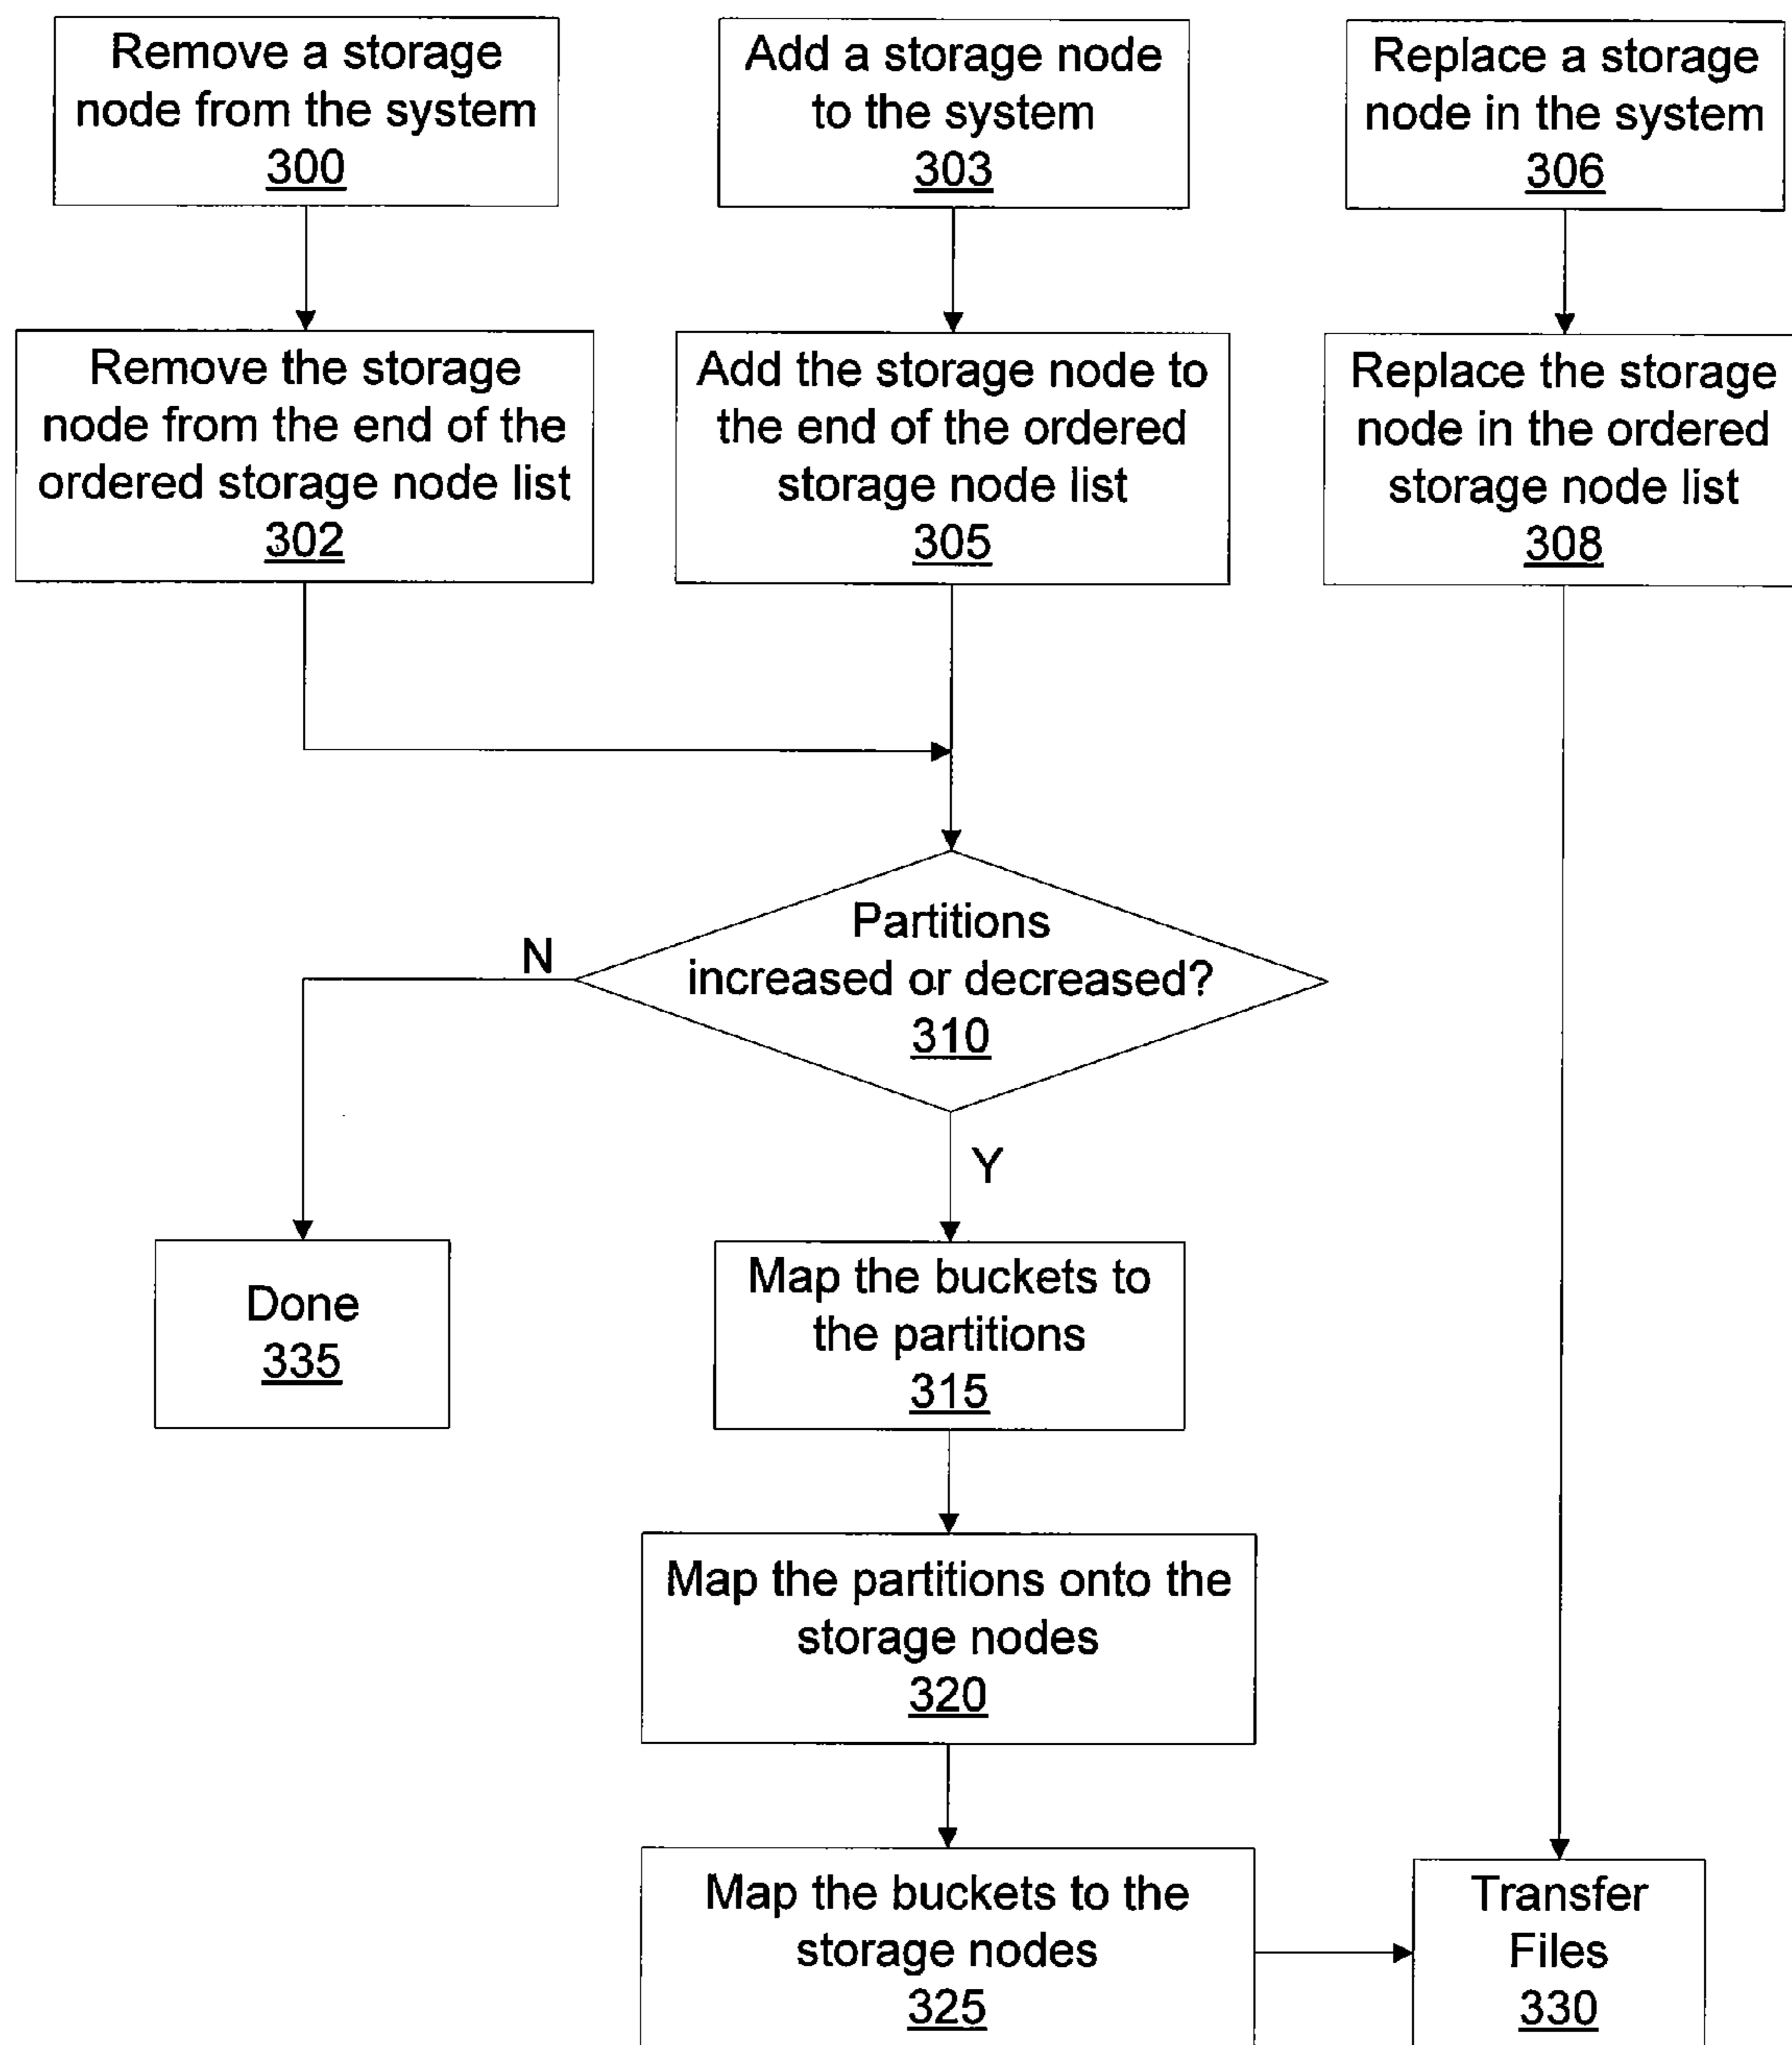 Remove a storage
node from the system
300
Add a storage node
to the system
303
Replace a storage
node in the system
306
Remove the storage
node from the end of the
ordered storage node list
302
Add the storage node to
the end of the ordered
storage node list
305
Replace the storage
node in the ordered
storage node list
308
Partitions
increased or decreased?
310
N
Y
Done
335
Map the buckets to
the partitions
315
Map the partitions onto the
storage nodes
320
Map the buckets to the
storage nodes
325
Transfer
Files
330